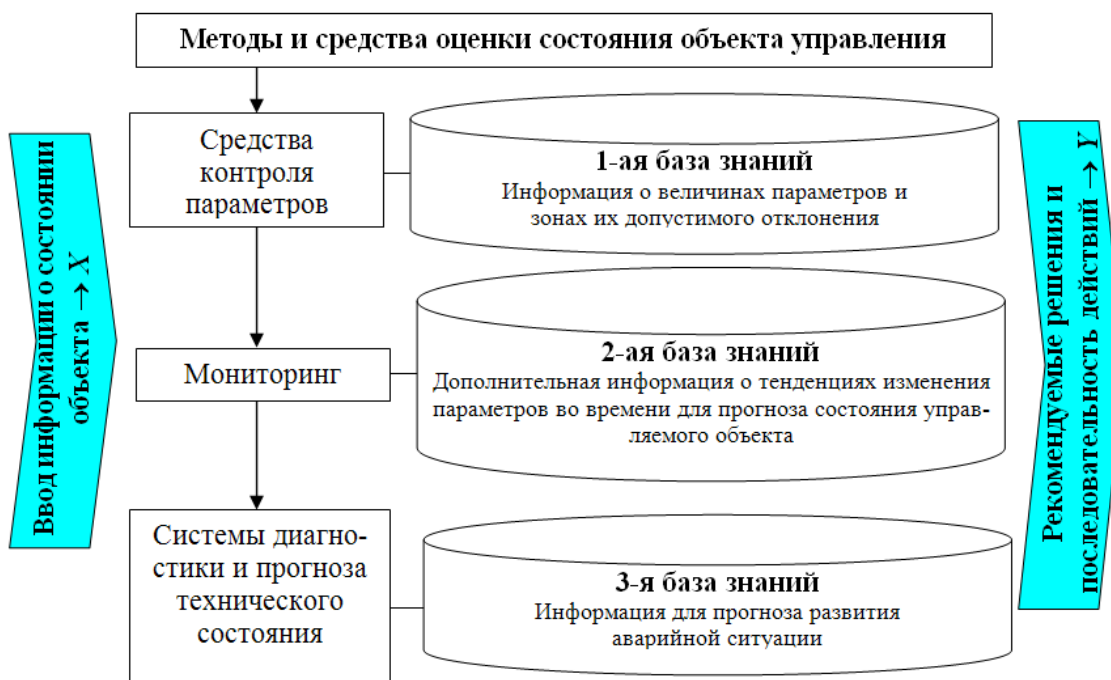 Методы и средства оценки состояния объекта управления
Ввод информации о состоянии
объекта → X
Средства
контроля
параметров
1-ая база знаний
Информация о величинах параметров и
зонах их допустимого отклонения
Мониторинг
2-ая база знаний
Дополнительная информация о тенденциях изменения
параметров во времени для прогноза состояния управ-
ляемого объекта
Системы диагно-
стики и прогноза
технического
состояния
3-я база знаний
Информация для прогноза развития
аварийной ситуации
Рекомендуемые решения и
последовательность действий → Y